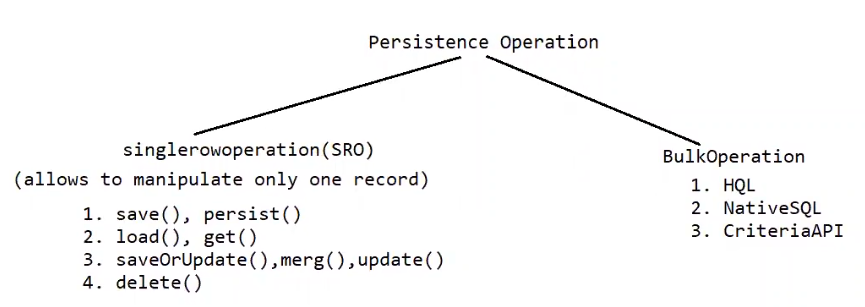 Persistence Operation
singlerowoperation(SRO)
(allows to manipulate only one record)
1. save(), persist()
2. load(), get()
3. saveOrUpdate(),merg(),update()
4. delete()
BulkOperation
1. HQL
2. NativeSQL
3. CriteriaAPI